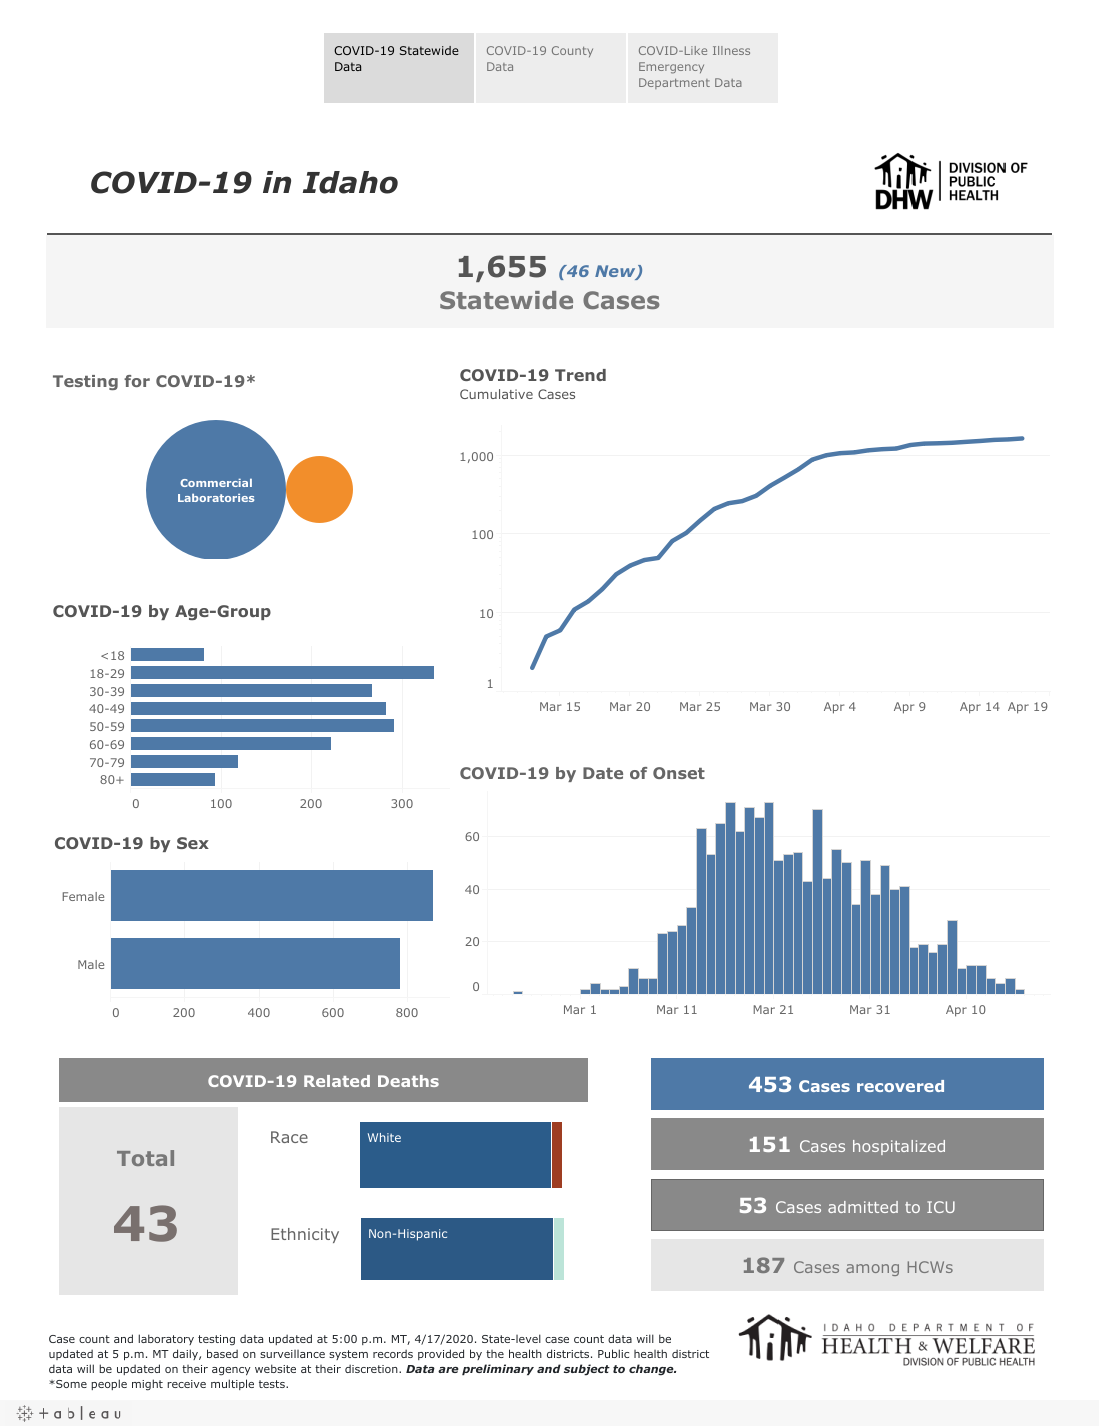 COVID-19 Statewide
Data
COVID-19 County
Data
COVID-Like Illness
Emergency
Department Data
COVID-19 in Idaho
DHW
DIVISION OF
PUBLIC
HEALTH
1,655 (46 New)
Statewide Cases
Testing for COVID-19*
Commercial
Laboratories
COVID-19 Trend
Cumulative Cases
1,000
100
10
1
Mar 15 Mar 20 Mar 25 Mar 30 Apr 4 Apr 9 Apr 14 Apr 19
COVID-19 by Age-Group
<18
18-29
30-39
40-49
50-59
60-69
70-79
80+
0 100 200 300
COVID-19 by Sex
Female
Male
0 200 400 600 800
COVID-19 by Date of Onset
60
40
20
0
Mar 1 Mar 11 Mar 21 Mar 31 Apr 10
COVID-19 Related Deaths
Total
43
Race
White
Ethnicity
Non-Hispanic
453 Cases recovered
151 Cases hospitalized
53 Cases admitted to ICU
187 Cases among HCWs
Case count and laboratory testing data updated at 5:00 p.m. MT, 4/17/2020. State-level case count data will be
updated at 5 p.m. MT daily, based on surveillance system records provided by the health districts. Public health district
data will be updated on their agency website at their discretion. Data are preliminary and subject to change.
*Some people might receive multiple tests.
IDAHO DEPARTMENT OF
HEALTH & WELFARE
DIVISION OF PUBLIC HEALTH
+ableau